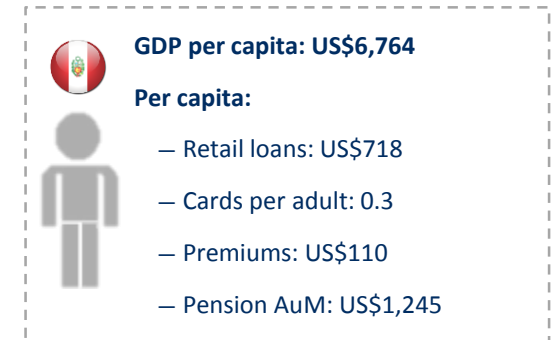 GDP per capita: US$6,764
Per capita:
— Retail loans: US$718
— Cards per adult: 0.3
— Premiums: US$110
— Pension AuM: US$1,245